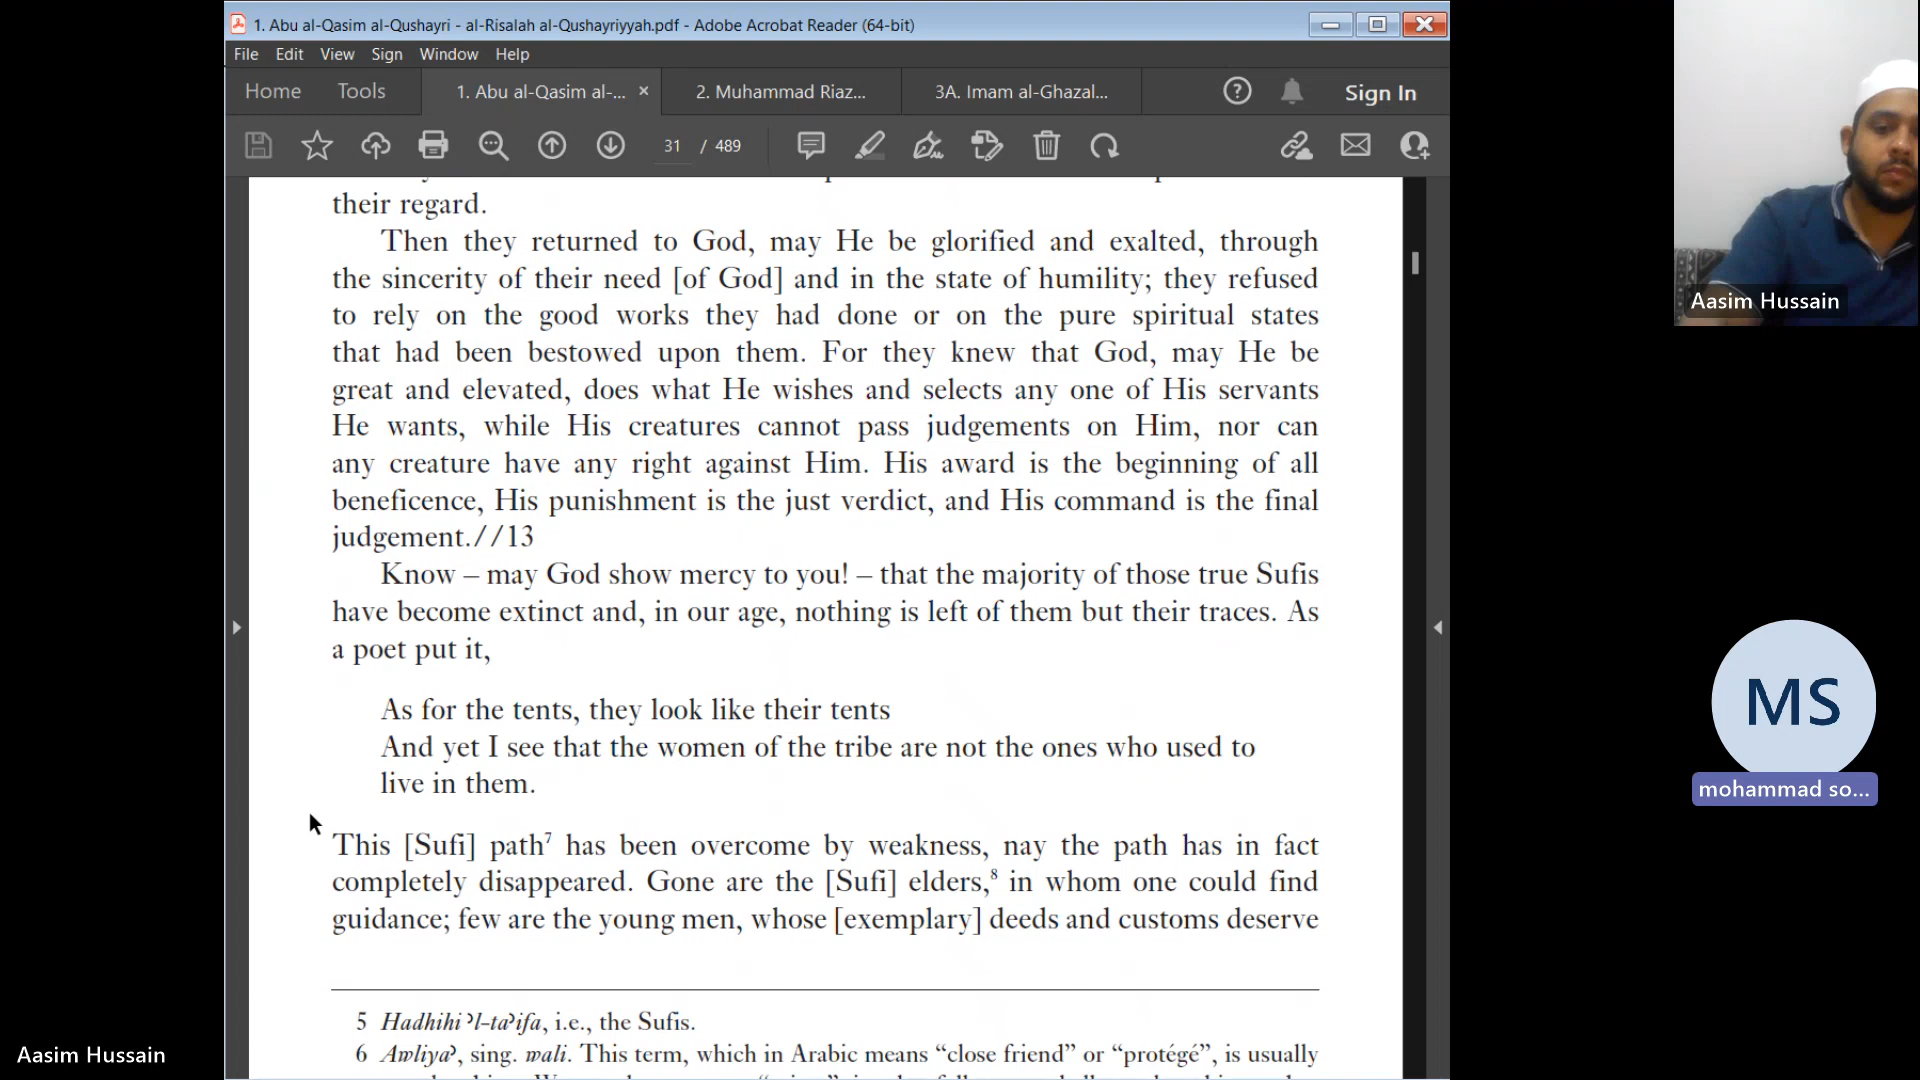 1. Abu al-Qasim al-Qushayri - al-Risalah al-Qushayriyyah.pdf - Adobe Acrobat Reader (64-bit)
File Edit View Sign Window Help
Home Tools 1. Abu al-Qasim al-... × 2. Muhammad Riaz... 3A. Imam al-Ghazal... Sign In
31 / 489
their regard.
Then they returned to God, may He be glorified and exalted, through
the sincerity of their need [of God] and in the state of humility; they refused
to rely on the good works they had done or on the pure spiritual states
that had been bestowed upon them. For they knew that God, may He be
great and elevated, does what He wishes and selects any one of His servants
He wants, while His creatures cannot pass judgements on Him, nor can
any creature have any right against Him. His award is the beginning of all
beneficence, His punishment is the just verdict, and His command is the final
judgement.//13
Know – may God show mercy to you! – that the majority of those true Sufis
have become extinct and, in our age, nothing is left of them but their traces. As
a poet put it,
As for the tents, they look like their tents
And yet I see that the women of the tribe are not the ones who used to
live in them.
This [Sufi] path7 has been overcome by weakness, nay the path has in fact
completely disappeared. Gone are the [Sufi] elders,8 in whom one could find
guidance; few are the young men, whose [exemplary] deeds and customs deserve
5 Hadhihi ʾl-taʾifa, i.e., the Sufis.
6 Awliyaʾ, sing. wali. This term, which in Arabic means “close friend” or “protégé”, is usually
Aasim Hussain
MS
mohammad so...
Aasim Hussain